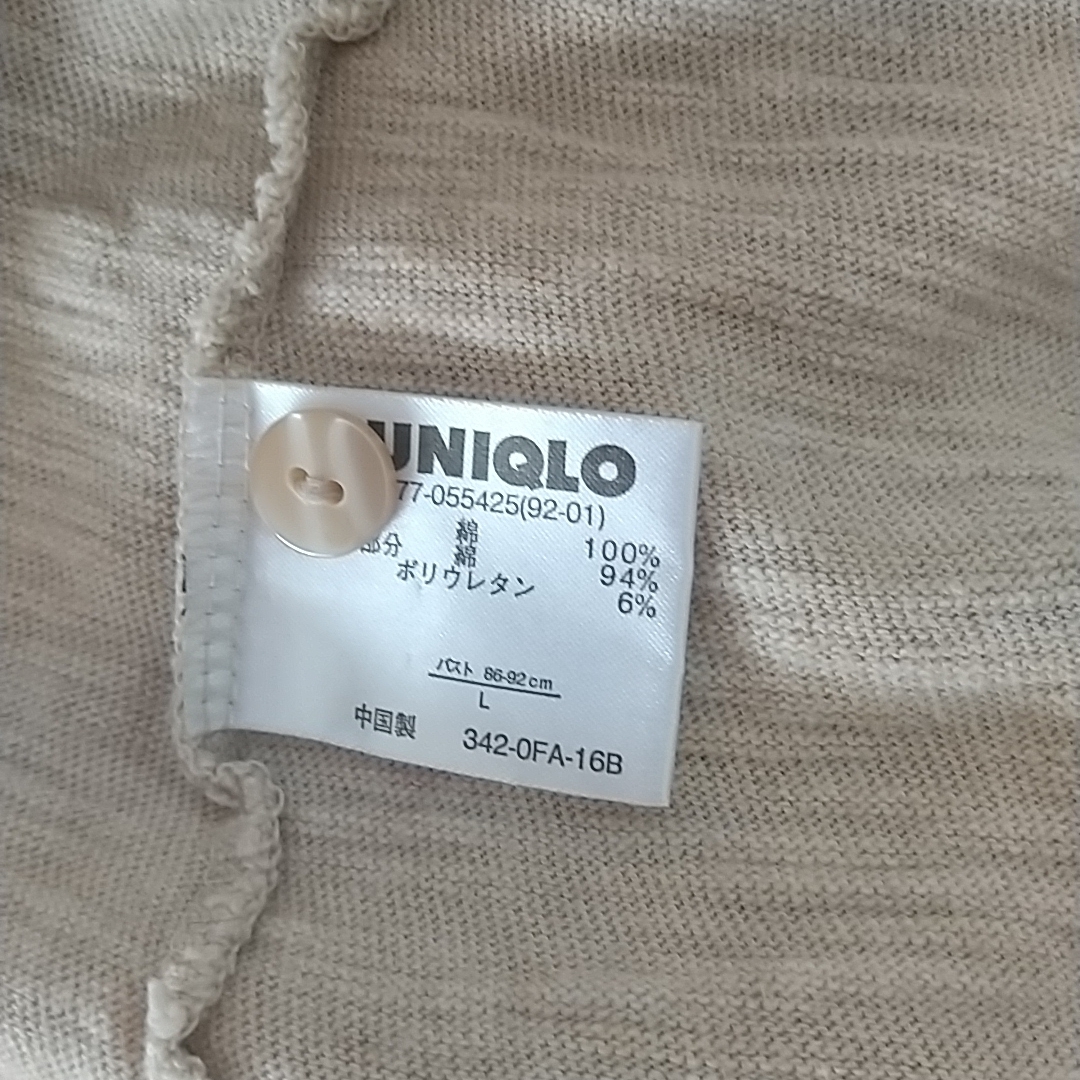 UNIQLO
77-055425(92-01)
綿 100%
部分 綿 94%
ポリウレタン 6%
バスト 86-92cm
L
中国製 342-0FA-16B